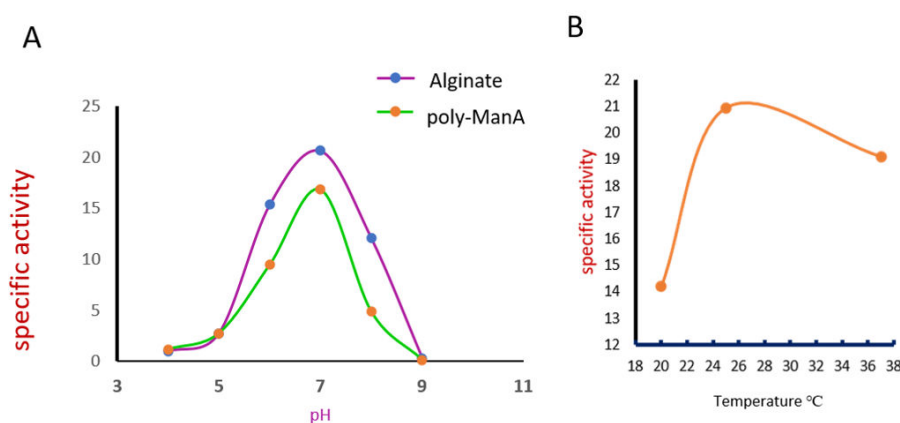 A
Alginate
poly-ManA
25
20
15
10
5
0
specific activity
3 5 7 9 11
pH
B
22
21
20
19
18
17
16
15
14
13
12
specific activity
18 20 22 24 26 28 30 32 34 36 38
Temperature ℃